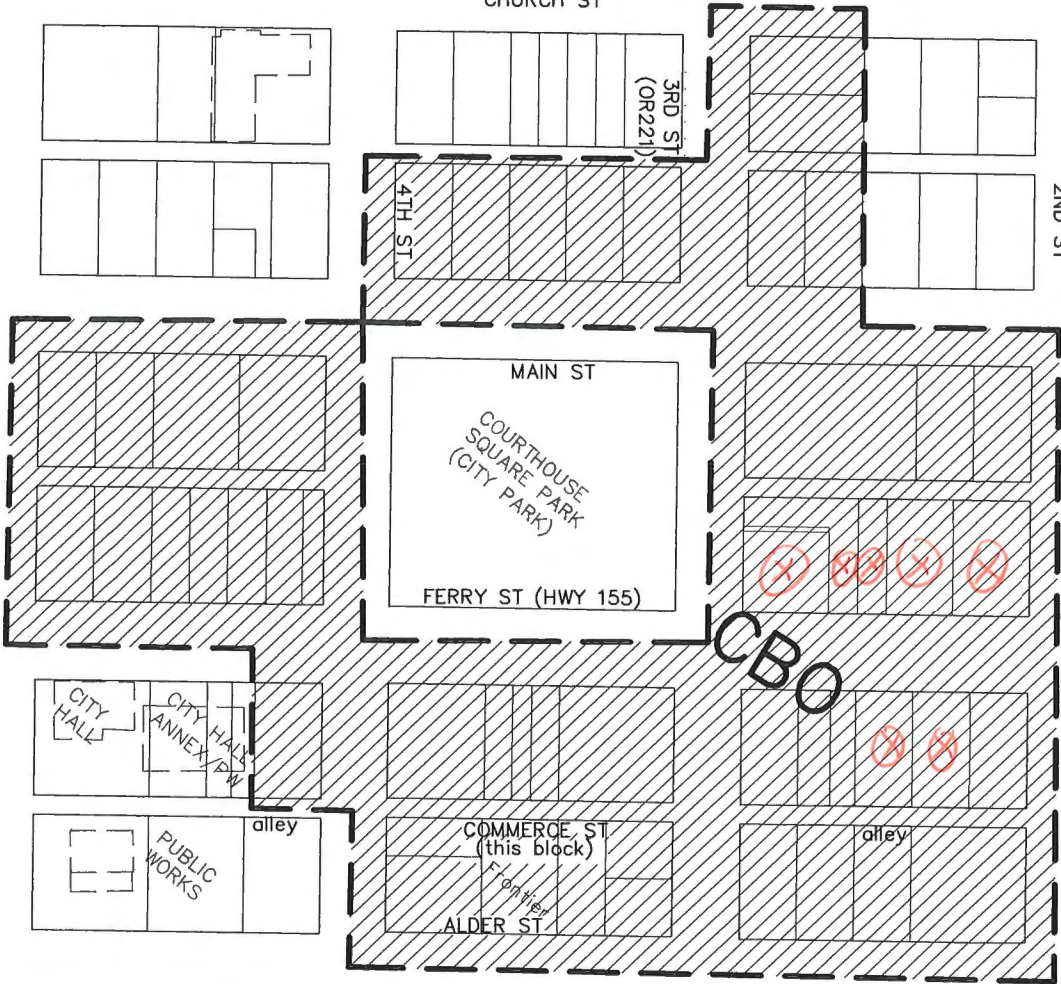 CHURCH ST
3RD ST
(OR221)
2ND ST
4TH ST
MAIN ST
COURTHOUSE
SQUARE PARK
(CITY PARK)
FERRY ST (HWY 155)
CBO
CITY
HALL
CITY HALL
ANNEX/PW
alley
PUBLIC
WORKS
COMMERCE ST
(this block)
alley
Frontier
ALDER ST